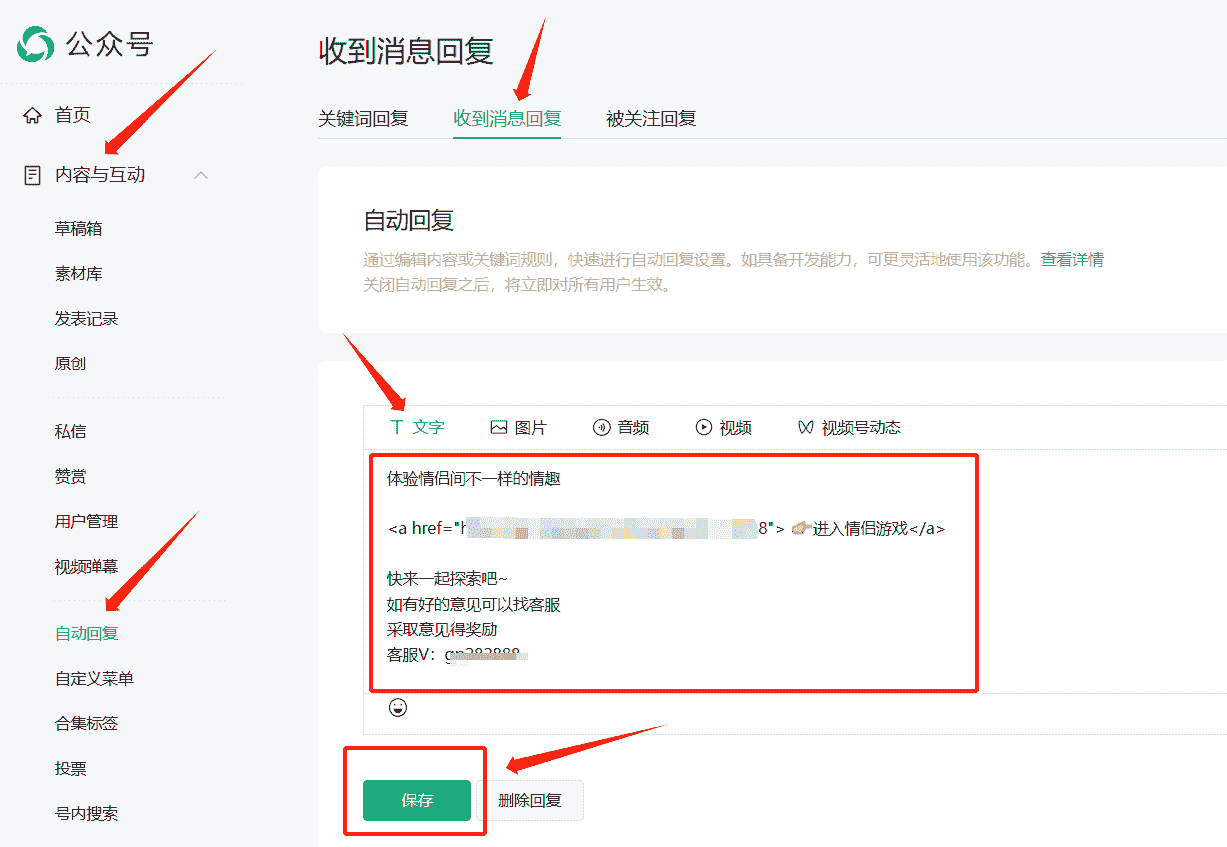 公众号
首页
内容与互动
草稿箱
素材库
发表记录
原创
私信
赞赏
用户管理
视频弹幕
自动回复
自定义菜单
合集标签
投票
号内搜索
收到消息回复
关键词回复 收到消息回复 被关注回复
自动回复
通过编辑内容或关键词规则，快速进行自动回复设置。如具备开发能力，可更灵活地使用该功能。查看详情
关闭自动回复之后，将立即对所有用户生效。
文字 图片 音频 视频 视频号动态
体验情侣间不一样的情趣
<a href="h 8"> 👉进入情侣游戏</a>
快来一起探索吧~
如有好的意见可以找客服
采取意见得奖励
客服V：
保存 删除回复